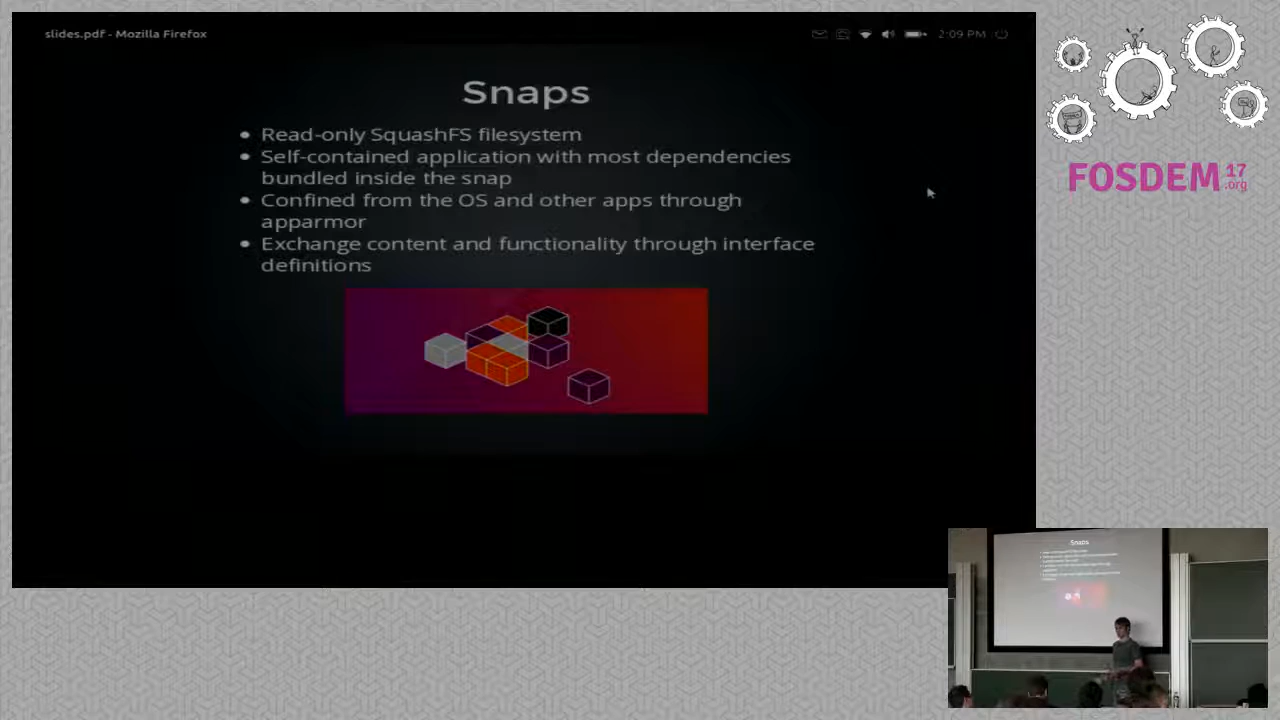 slides.pdf - Mozilla Firefox
2:09 PM
Snaps
• Read-only SquashFS filesystem
• Self-contained application with most dependencies
bundled inside the snap
• Confined from the OS and other apps through
apparmor
• Exchange content and functionality through interface
definitions
FOSDEM 17
.org
Snaps